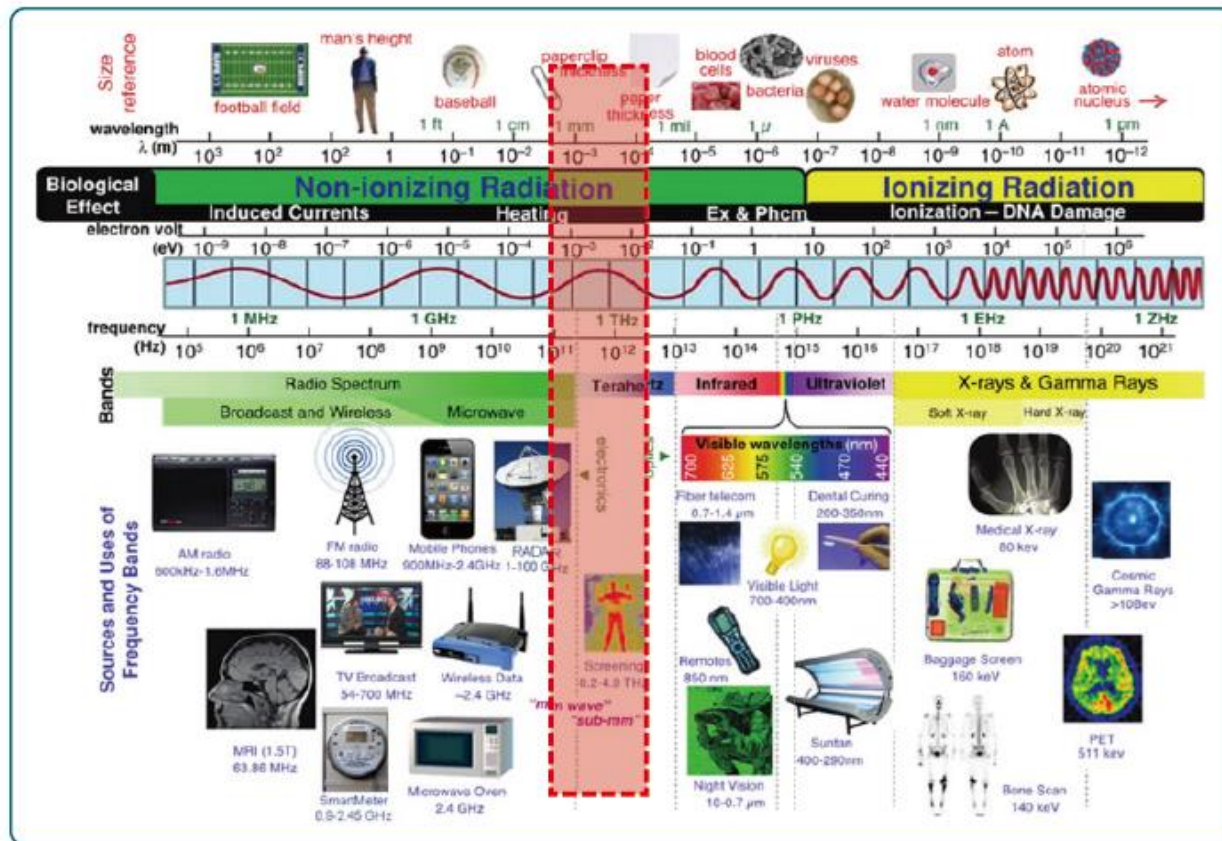 Size reference
football field
man's height
baseball
paperclip thickness
paper thickness
blood cells
bacteria
viruses
water molecule
atom
atomic nucleus
wavelength λ (m)
1 ft 1 cm 1 mm 1 mil 1 μ 1 nm 1 A 1 pm
10³ 10² 10² 1 10⁻¹ 10⁻² 10⁻³ 10⁻⁴ 10⁻⁵ 10⁻⁶ 10⁻⁷ 10⁻⁸ 10⁻⁹ 10⁻¹⁰ 10⁻¹¹ 10⁻¹²
Biological Effect
Non-ionizing Radiation
Ionizing Radiation
Induced Currents Heating Ex & Phcm Ionization – DNA Damage
electron volt (eV)
10⁻⁹ 10⁻⁸ 10⁻⁷ 10⁻⁶ 10⁻⁵ 10⁻⁴ 10⁻³ 10⁻² 10⁻¹ 1 10 10² 10³ 10⁴ 10⁵ 10⁶
frequency (Hz)
1 MHz 1 GHz 1 THz 1 PHz 1 EHz 1 ZHz
10⁵ 10⁶ 10⁷ 10⁸ 10⁹ 10¹⁰ 10¹¹ 10¹² 10¹³ 10¹⁴ 10¹⁵ 10¹⁶ 10¹⁷ 10¹⁸ 10¹⁹ 10²⁰ 10²¹
Bands
Radio Spectrum Terahertz Infrared Ultraviolet X-rays & Gamma Rays
Broadcast and Wireless Microwave Soft X-ray Hard X-ray
electronics
optics
Visible wavelengths (nm)
700 625 575 540 470 440
Sources and Uses of Frequency Bands
AM radio
600kHz-1.6MHz
FM radio
88-108 MHz
Mobile Phones
900MHz-2.4GHz
RADAR
1-100 GHz
Fiber telecom
0.7-1.4 μm
Dental Curing
200-350nm
Visible Light
700-400nm
Medical X-ray
80 kev
Cosmic Gamma Rays
>10Bev
TV Broadcast
54-700 MHz
Wireless Data
~2.4 GHz
Screening
0.2-4.0 THz
"mm wave"
"sub-mm"
Remotes
850 nm
Baggage Screen
160 keV
MRI (1.5T)
63.86 MHz
SmartMeter
0.9-2.45 GHz
Microwave Oven
2.4 GHz
Night Vision
10-0.7 μm
Suntan
400-290nm
Bone Scan
140 keV
PET
511 kev